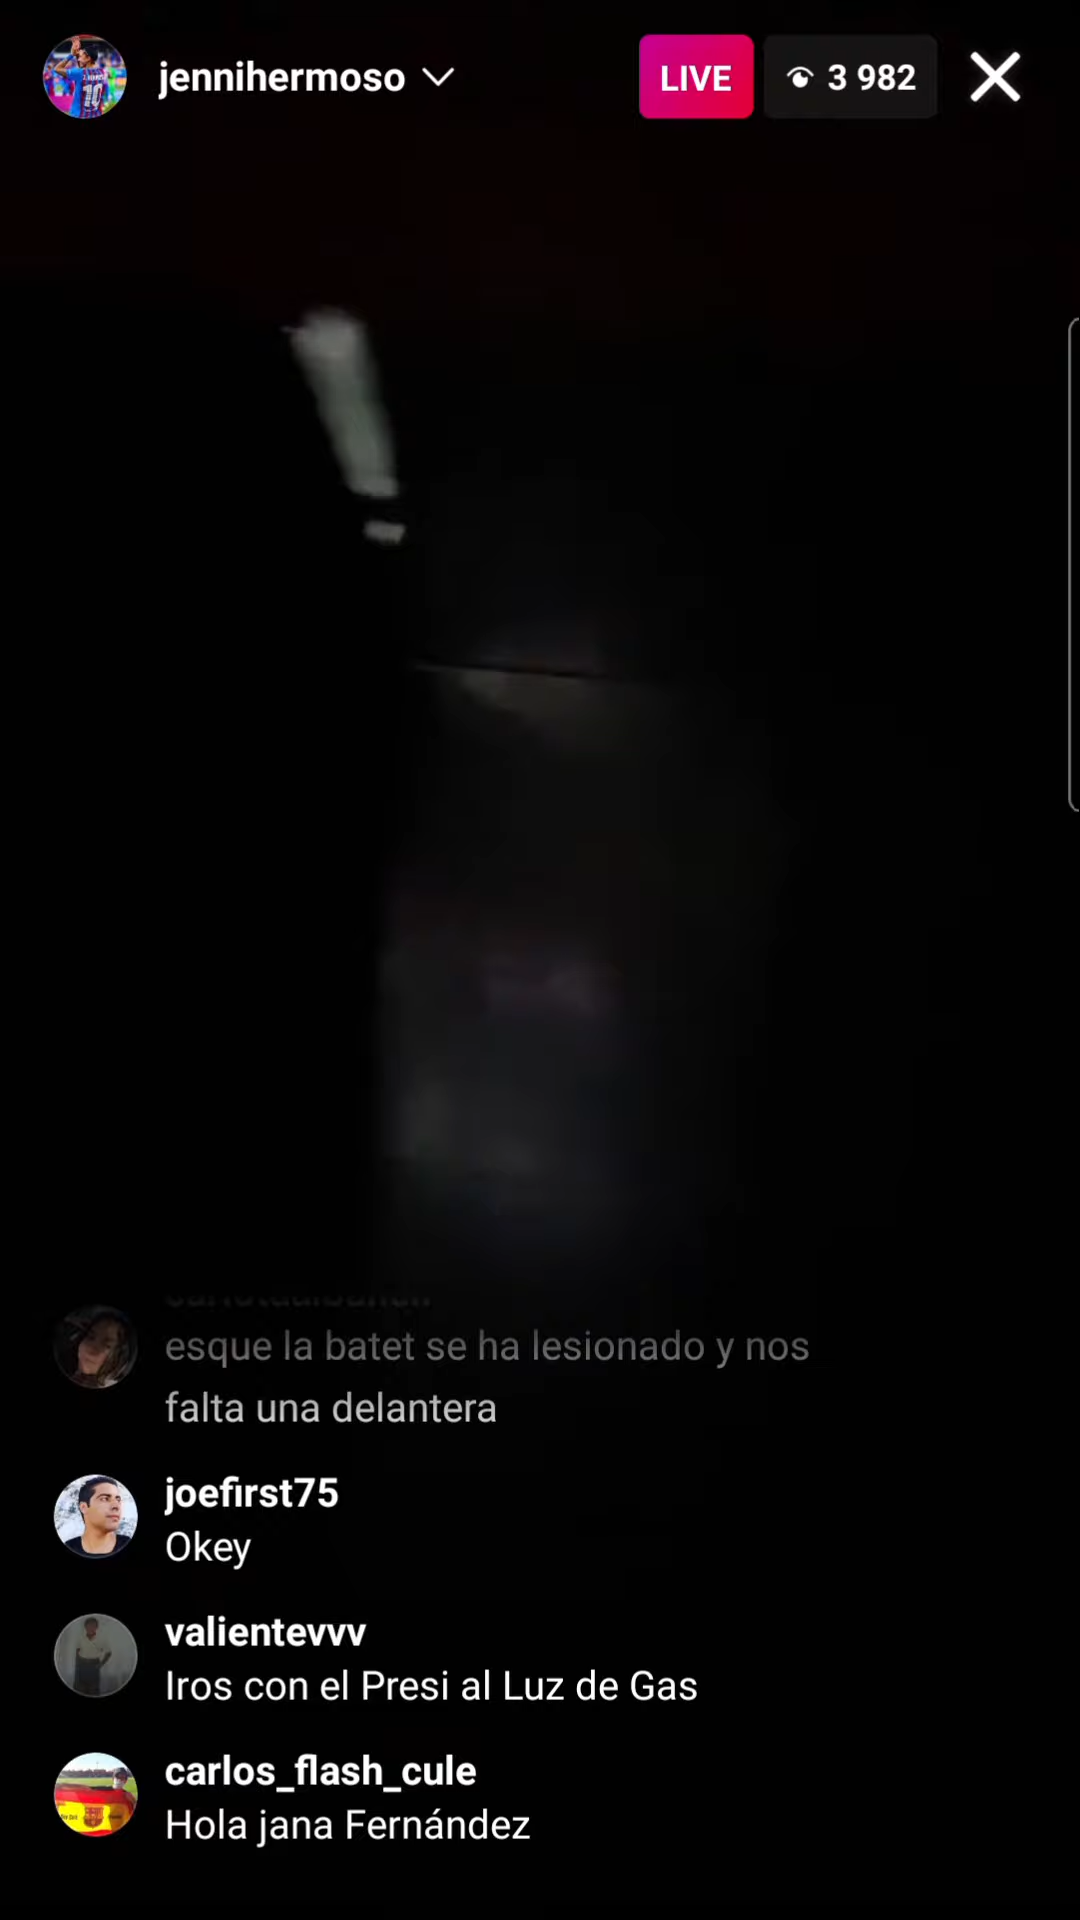 jennihermoso
LIVE
3 982
esque la batet se ha lesionado y nos
falta una delantera
joefirst75
Okey
valientevvv
Iros con el Presi al Luz de Gas
carlos_flash_cule
Hola jana Fernández